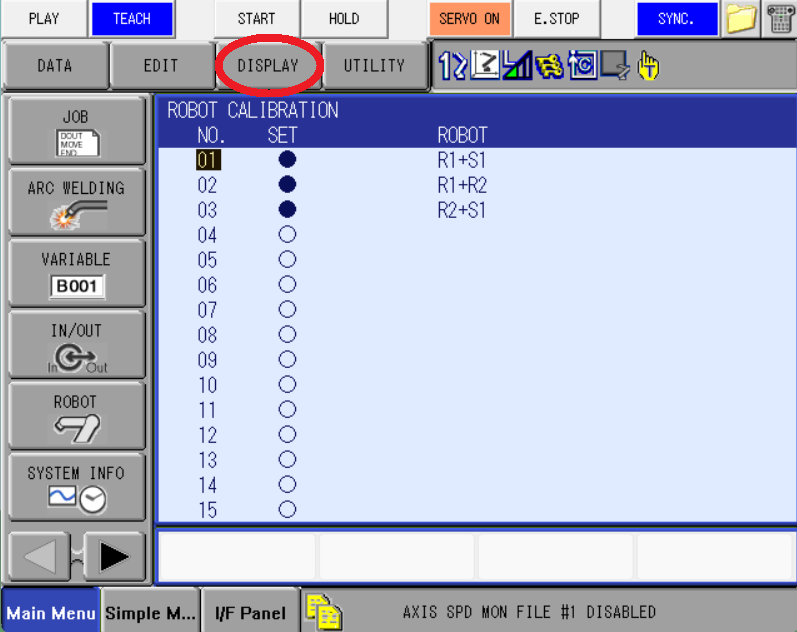 PLAY TEACH START HOLD SERVO ON E.STOP SYNC.
DATA EDIT DISPLAY UTILITY
JOB
DOUT
MOVE
END
ARC WELDING
VARIABLE
B001
IN/OUT
In Out
ROBOT
SYSTEM INFO
ROBOT CALIBRATION
NO. SET ROBOT
01 R1+S1
02 R1+R2
03 R2+S1
04
05
06
07
08
09
10
11
12
13
14
15
Main Menu Simple M... I/F Panel AXIS SPD MON FILE #1 DISABLED